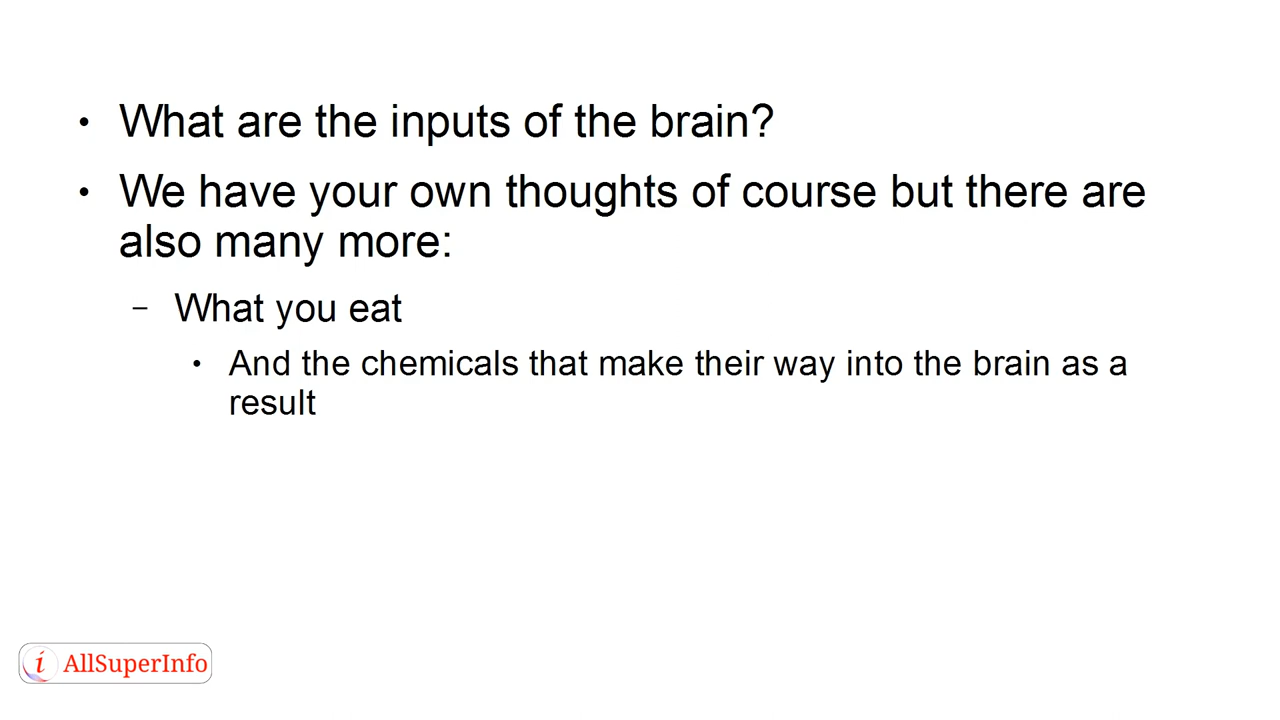 • What are the inputs of the brain?
• We have your own thoughts of course but there are
also many more:
– What you eat
• And the chemicals that make their way into the brain as a
result
i AllSuperInfo